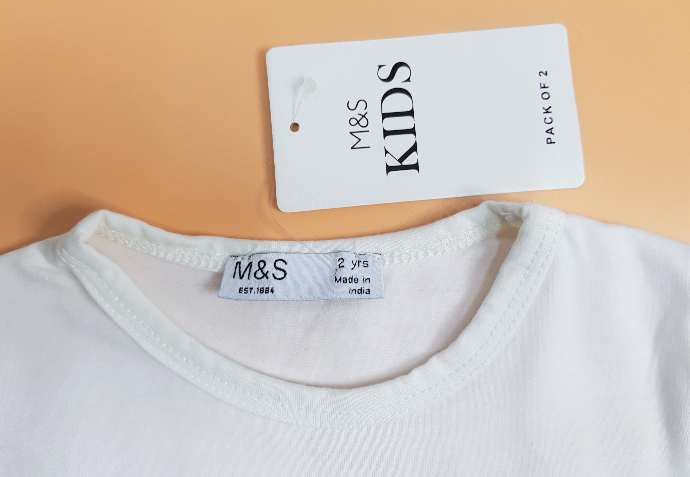 M&S
KIDS
PACK OF 2
M&S
EST.1884
2 yrs
Made in
India